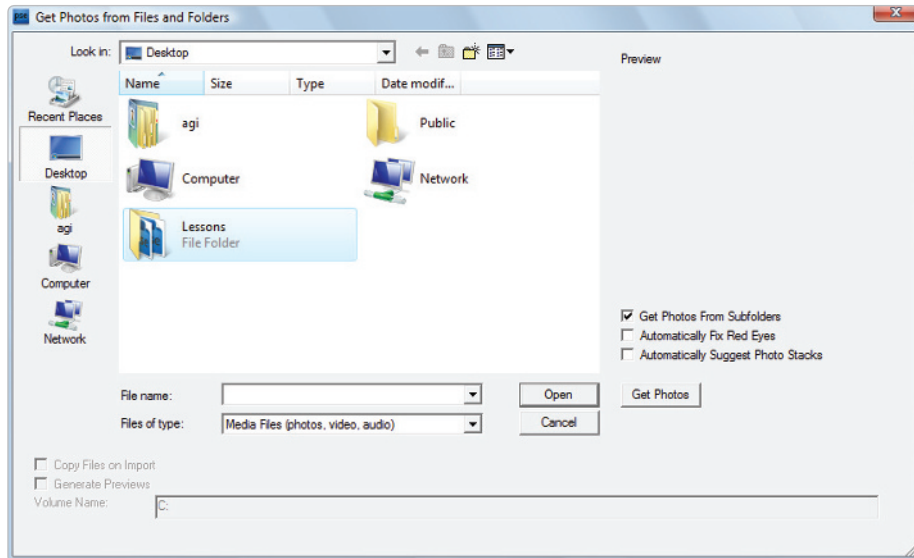 pse Get Photos from Files and Folders
Look in: Desktop
Preview
Name Size Type Date modif...
Recent Places
Desktop
agi
Computer
Network
agi
Public
Computer
Network
Lessons
File Folder
Get Photos From Subfolders
Automatically Fix Red Eyes
Automatically Suggest Photo Stacks
File name: Open Get Photos
Files of type: Media Files (photos, video, audio) Cancel
Copy Files on Import
Generate Previews
Volume Name: C: